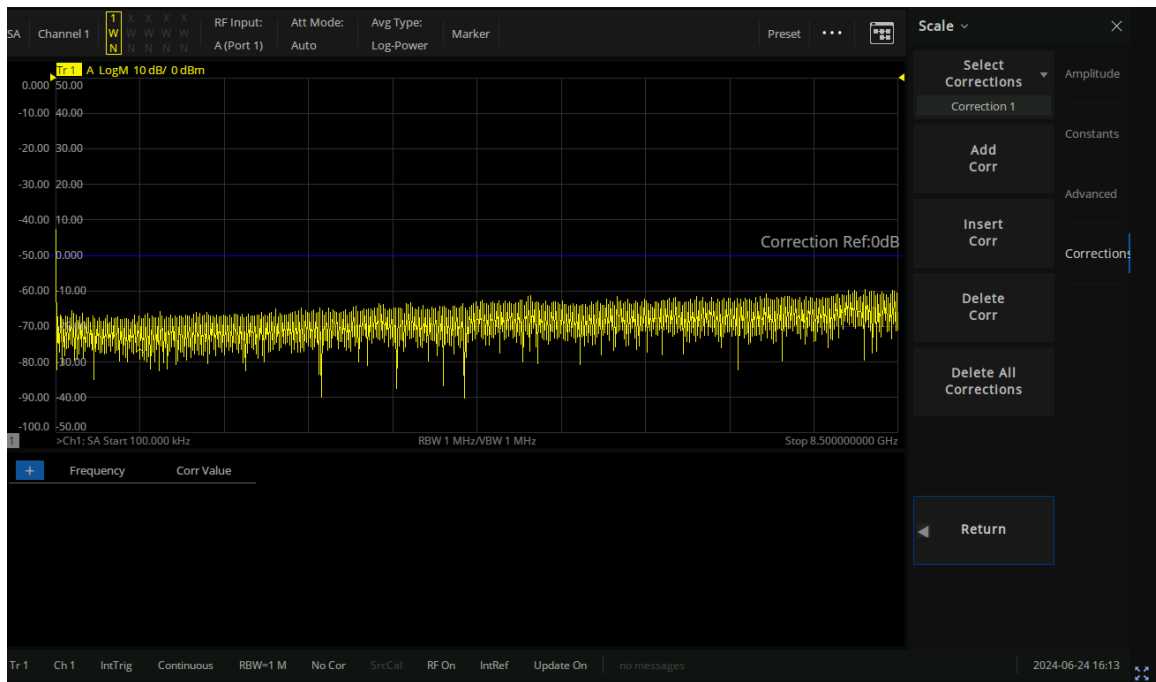 SA Channel 1 1 X X X X RF Input: Att Mode: Avg Type: Marker Preset ••• Scale
W W W W W
N N N N N A (Port 1) Auto Log-Power
Tr 1 A LogM 10 dB/ 0 dBm
0.000 50.00
-10.00 40.00
-20.00 30.00
-30.00 20.00
-40.00 10.00
-50.00 0.000
-60.00 -10.00
-70.00
-80.00 -30.00
-90.00 -40.00
-100.0 -50.00
Correction Ref:0dB
1 >Ch1: SA Start 100.000 kHz RBW 1 MHz/VBW 1 MHz Stop 8.500000000 GHz
+ Frequency Corr Value
Select
Corrections
Correction 1
Add
Corr
Insert
Corr
Delete
Corr
Delete All
Corrections
Return
Amplitude
Constants
Advanced
Corrections
Tr 1 Ch 1 IntTrig Continuous RBW=1 M No Cor SrcCal RF On IntRef Update On no messages 2024-06-24 16:13